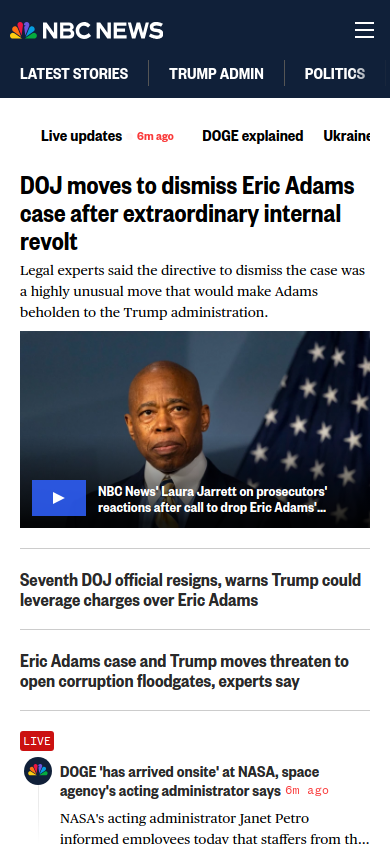 NBC NEWS
LATEST STORIES TRUMP ADMIN POLITICS
Live updates 6m ago DOGE explained Ukraine
DOJ moves to dismiss Eric Adams
case after extraordinary internal
revolt
Legal experts said the directive to dismiss the case was
a highly unusual move that would make Adams
beholden to the Trump administration.
NBC News' Laura Jarrett on prosecutors'
reactions after call to drop Eric Adams'...
Seventh DOJ official resigns, warns Trump could
leverage charges over Eric Adams
Eric Adams case and Trump moves threaten to
open corruption floodgates, experts say
LIVE
DOGE 'has arrived onsite' at NASA, space
agency's acting administrator says 6m ago
NASA's acting administrator Janet Petro
informed employees today that staffers from th...